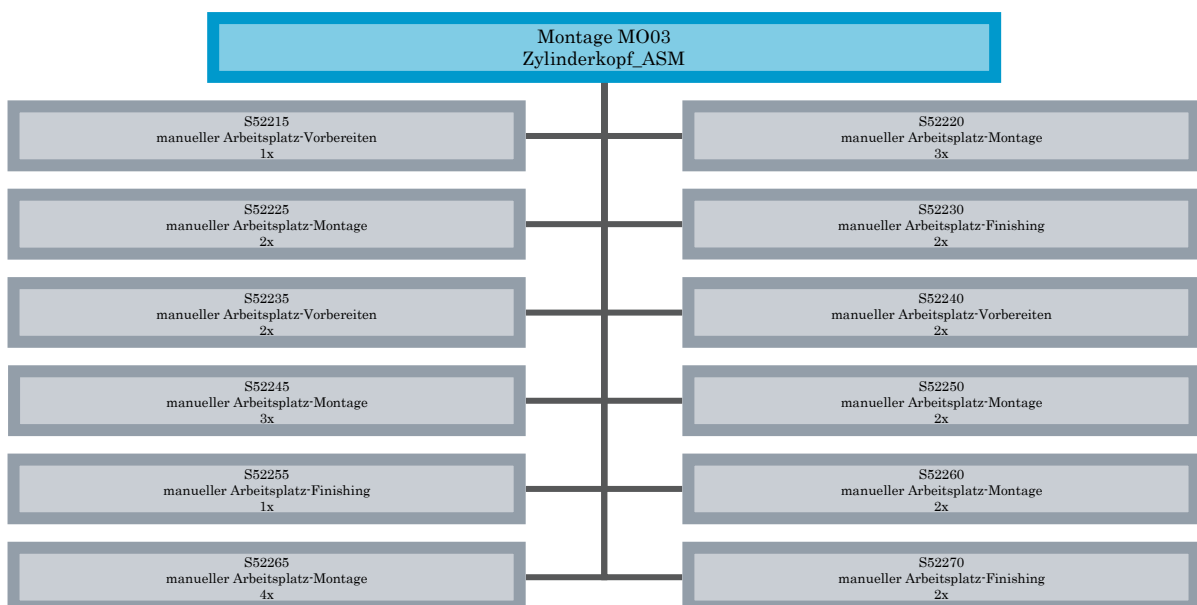 Montage MO03
Zylinderkopf_ASM
S52215
manueller Arbeitsplatz-Vorbereiten
1x
S52220
manueller Arbeitsplatz-Montage
3x
S52225
manueller Arbeitsplatz-Montage
2x
S52230
manueller Arbeitsplatz-Finishing
2x
S52235
manueller Arbeitsplatz-Vorbereiten
2x
S52240
manueller Arbeitsplatz-Vorbereiten
2x
S52245
manueller Arbeitsplatz-Montage
3x
S52250
manueller Arbeitsplatz-Montage
2x
S52255
manueller Arbeitsplatz-Finishing
1x
S52260
manueller Arbeitsplatz-Montage
2x
S52265
manueller Arbeitsplatz-Montage
4x
S52270
manueller Arbeitsplatz-Finishing
2x